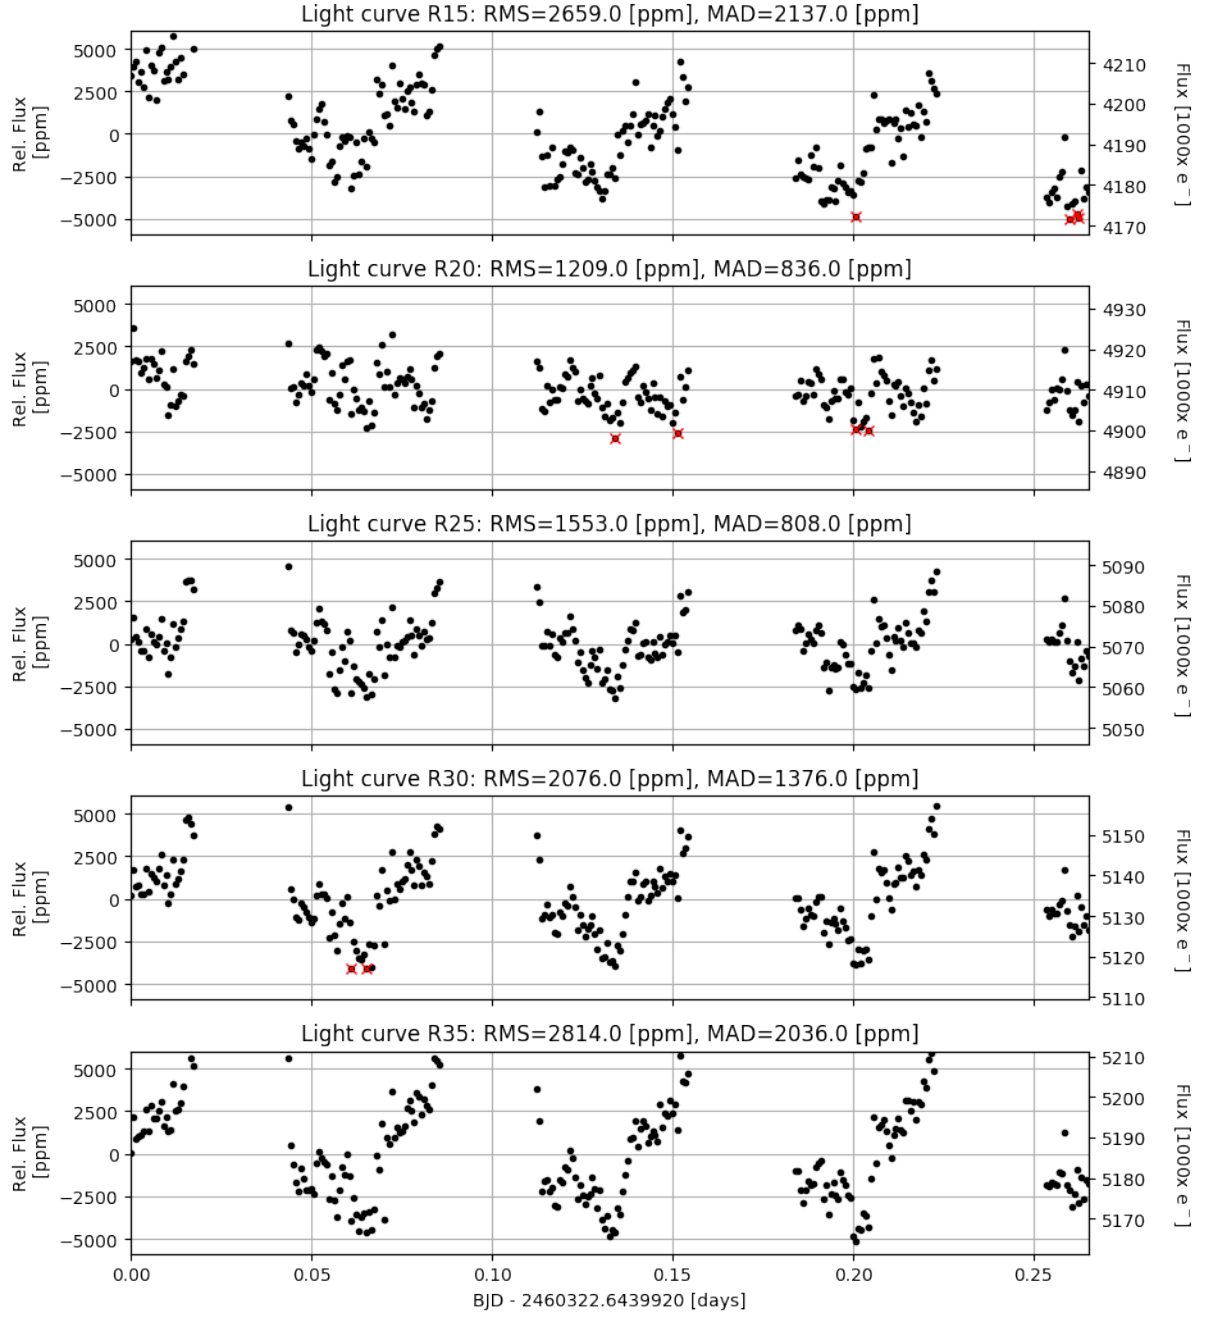 Light curve R15: RMS=2659.0 [ppm], MAD=2137.0 [ppm]
5000
2500
0
−2500
−5000
Rel. Flux
[ppm]
4210
4200
4190
4180
4170
Flux [1000x e⁻]
Light curve R20: RMS=1209.0 [ppm], MAD=836.0 [ppm]
5000
2500
0
−2500
−5000
Rel. Flux
[ppm]
4930
4920
4910
4900
4890
Flux [1000x e⁻]
Light curve R25: RMS=1553.0 [ppm], MAD=808.0 [ppm]
5000
2500
0
−2500
−5000
Rel. Flux
[ppm]
5090
5080
5070
5060
5050
Flux [1000x e⁻]
Light curve R30: RMS=2076.0 [ppm], MAD=1376.0 [ppm]
5000
2500
0
−2500
−5000
Rel. Flux
[ppm]
5150
5140
5130
5120
5110
Flux [1000x e⁻]
Light curve R35: RMS=2814.0 [ppm], MAD=2036.0 [ppm]
5000
2500
0
−2500
−5000
Rel. Flux
[ppm]
5210
5200
5190
5180
5170
Flux [1000x e⁻]
0.00 0.05 0.10 0.15 0.20 0.25
BJD - 2460322.6439920 [days]